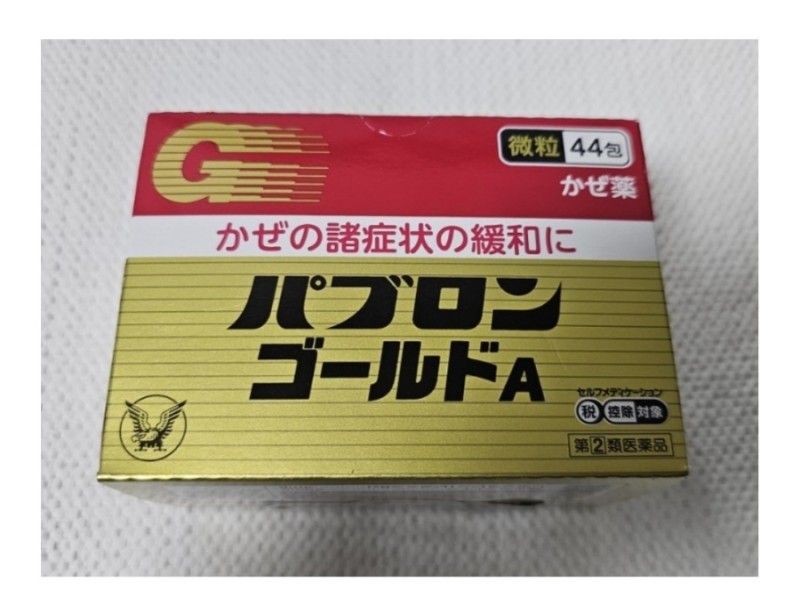 G
微粒 44包
かぜ薬
かぜの諸症状の緩和に
パブロン
ゴールドA
セルフメディケーション
税 控除 対象
第②類医薬品